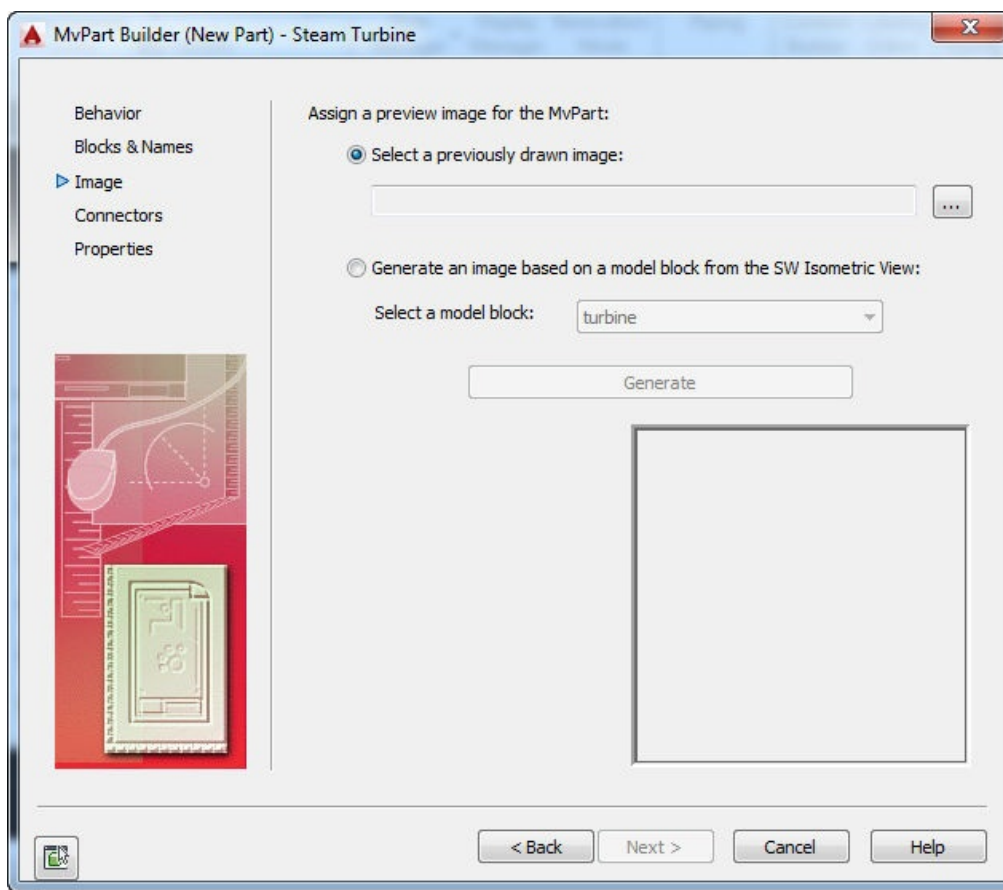 MvPart Builder (New Part) - Steam Turbine
X
Behavior
Blocks & Names
Image
Connectors
Properties
Assign a preview image for the MvPart:
Select a previously drawn image:
...
Generate an image based on a model block from the SW Isometric View:
Select a model block: turbine
Generate
< Back Next > Cancel Help